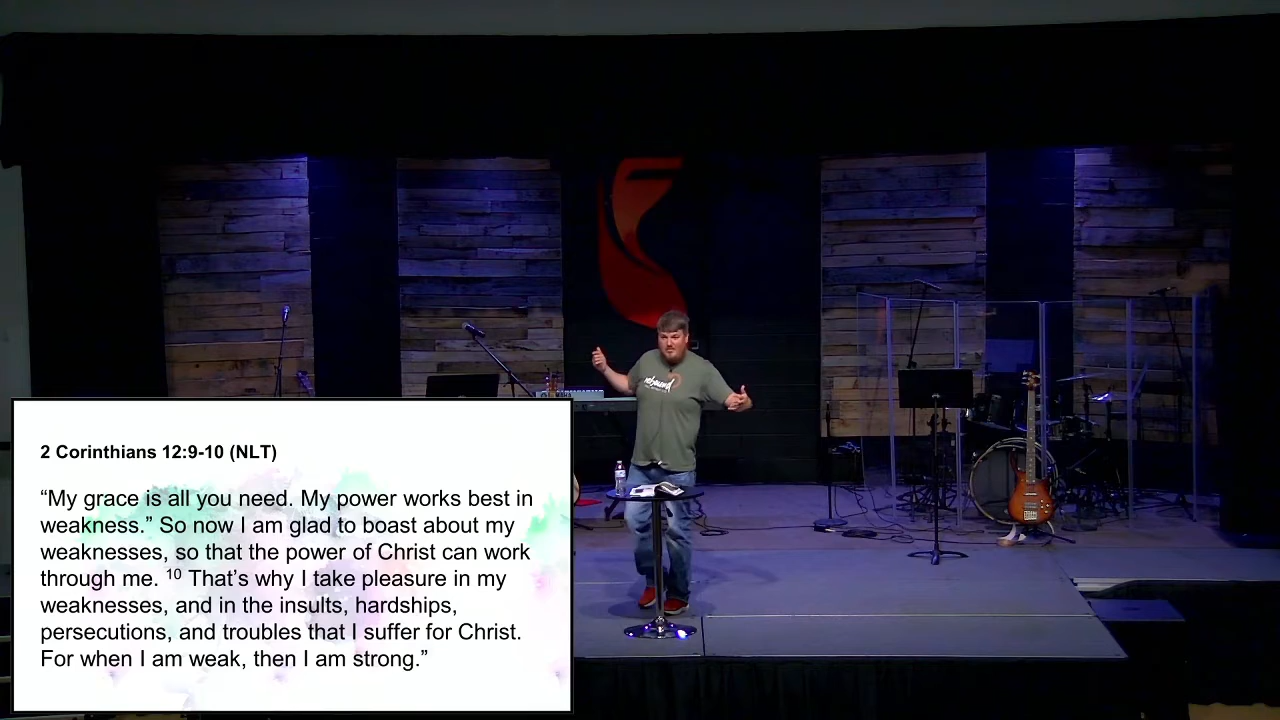 2 Corinthians 12:9-10 (NLT)
“My grace is all you need. My power works best in
weakness.” So now I am glad to boast about my
weaknesses, so that the power of Christ can work
through me. ¹⁰ That’s why I take pleasure in my
weaknesses, and in the insults, hardships,
persecutions, and troubles that I suffer for Christ.
For when I am weak, then I am strong.”